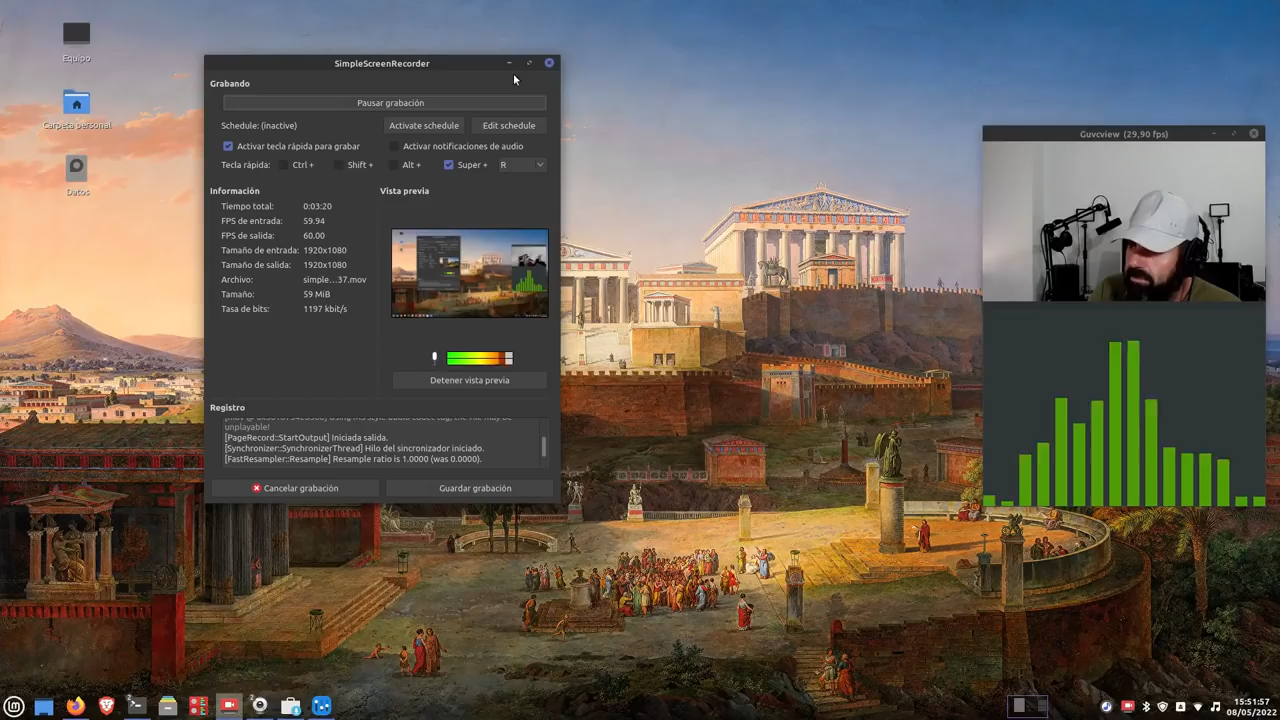 Equipo
Carpeta personal
Datos
SimpleScreenRecorder
Grabando
Pausar grabación
Schedule: (inactive)
Activate schedule
Edit schedule
Activar tecla rápida para grabar
Activar notificaciones de audio
Tecla rápida:
Ctrl +
Shift +
Alt +
Super +
R
Información
Tiempo total: 0:03:20
FPS de entrada: 59.94
FPS de salida: 60.00
Tamaño de entrada: 1920x1080
Tamaño de salida: 1920x1080
Archivo: simple....37.mov
Tamaño: 59 MiB
Tasa de bits: 1197 kbit/s
Vista previa
Detener vista previa
Registro
unplayable!
[PageRecord::StartOutput] Iniciada salida.
[Synchronizer::SynchronizerThread] Hilo del sincronizador iniciado.
[FastResampler::Resample] Resample ratio is 1.0000 (was 0.0000).
Cancelar grabación
Guardar grabación
Guvcview (29,90 fps)
2
2
15:51:57
08/05/2022